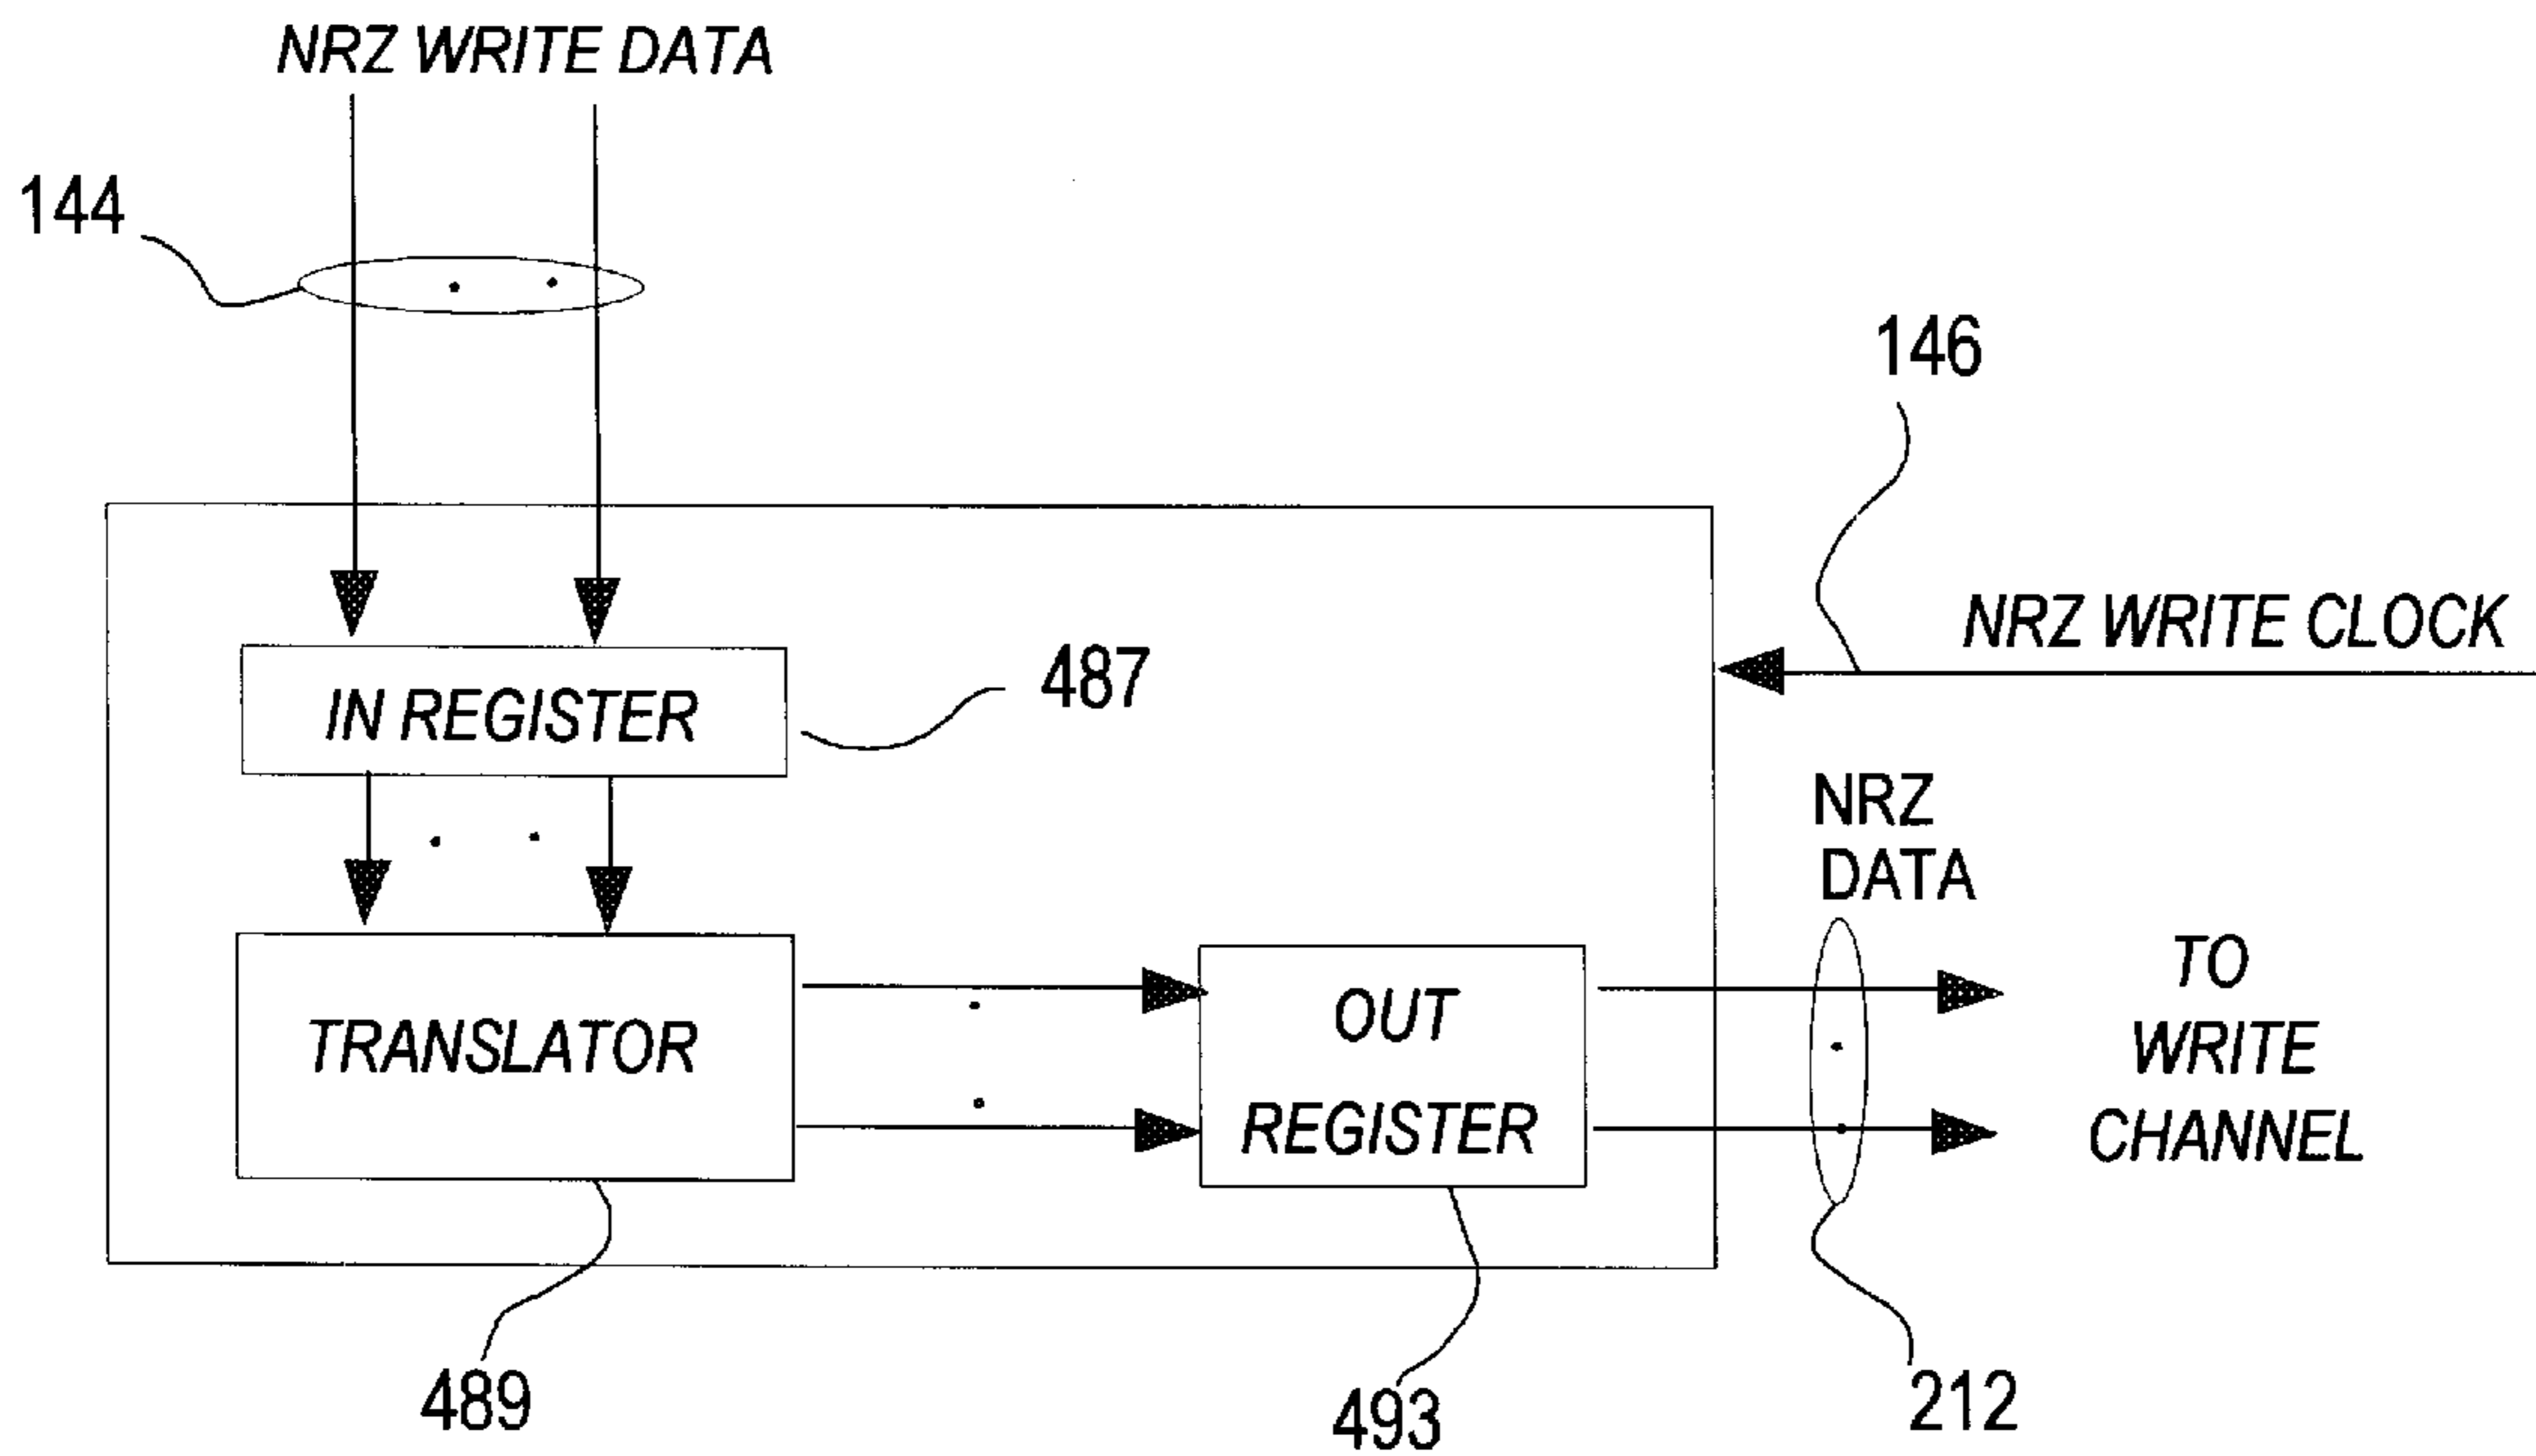 NRZ WRITE DATA
144
146
NRZ WRITE CLOCK
IN REGISTER
487
NRZ
DATA
TRANSLATOR
OUT
REGISTER
TO
WRITE
CHANNEL
489
493
212